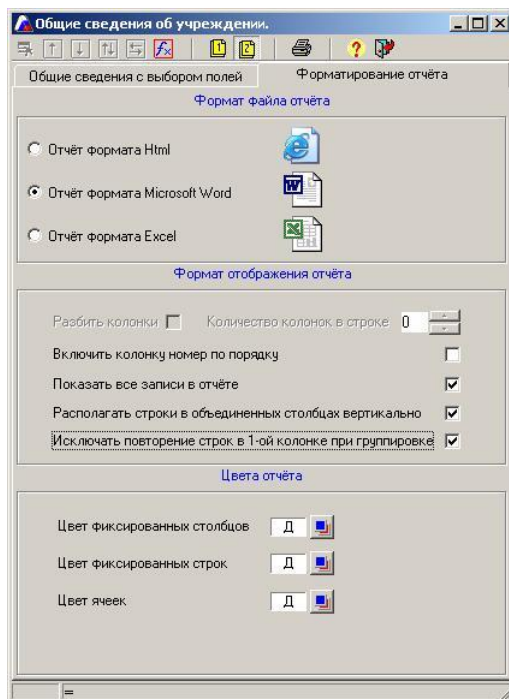 Общие сведения об учреждении.
Общие сведения с выбором полей
Форматирование отчёта
Формат файла отчёта
Отчёт формата Html
Отчёт формата Microsoft Word
Отчёт формата Excel
Формат отображения отчёта
Разбить колонки Количество колонок в строке 0
Включить колонку номер по порядку
Показать все записи в отчёте
Располагать строки в объединенных столбцах вертикально
Исключать повторение строк в 1-ой колонке при группировке
Цвета отчёта
Цвет фиксированных столбцов Д
Цвет фиксированных строк Д
Цвет ячеек Д
=